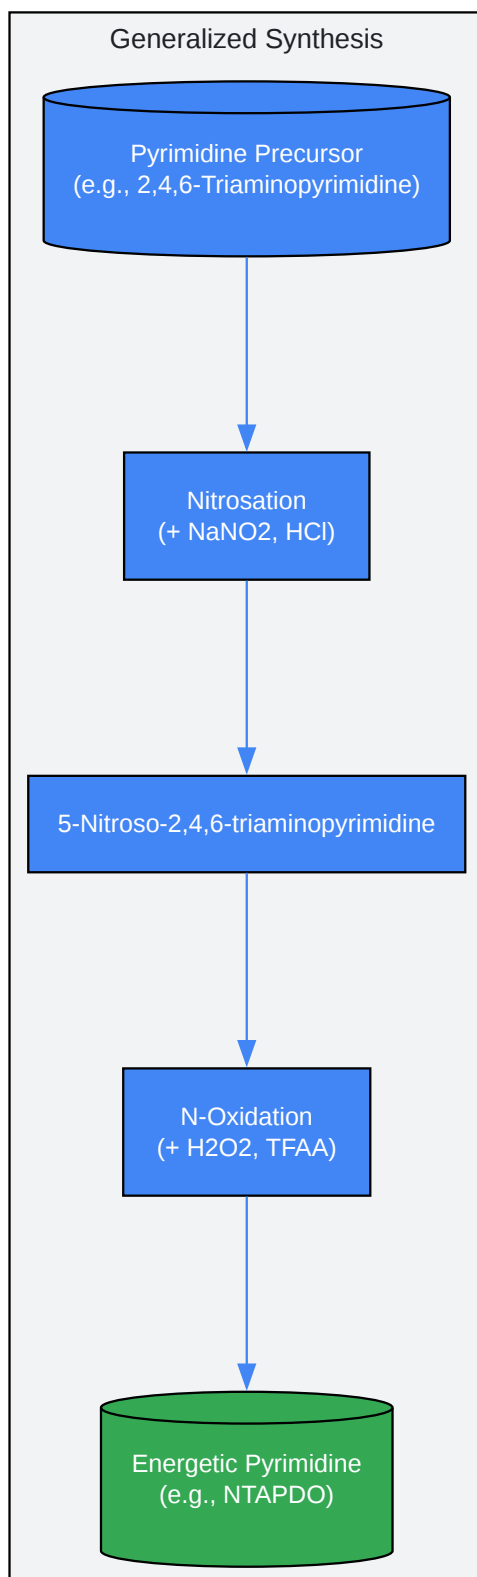 Generalized Synthesis
Pyrimidine Precursor
(e.g., 2,4,6-Triaminopyrimidine)
Nitrosation
(+ NaNO2, HCl)
5-Nitroso-2,4,6-triaminopyrimidine
N-Oxidation
(+ H2O2, TFAA)
Energetic Pyrimidine
(e.g., NTAPDO)